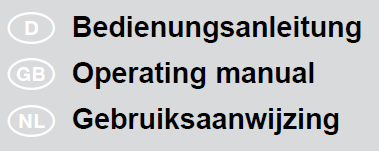 D Bedienungsanleitung
GB Operating manual
NL Gebruiksaanwijzing